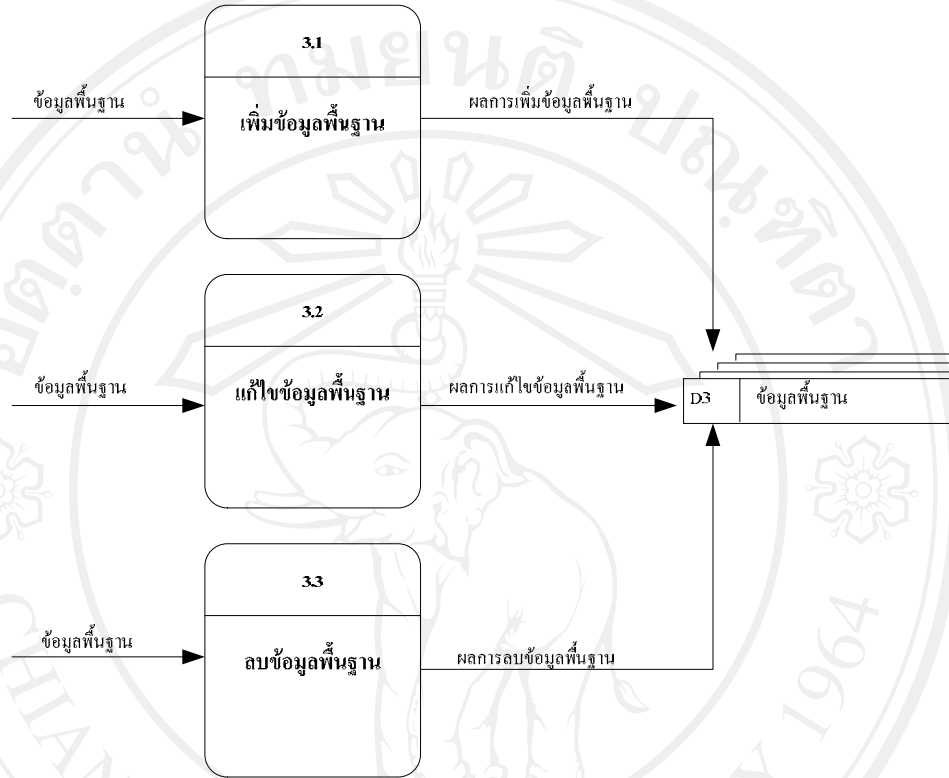 3.1
ข้อมูลพื้นฐาน
เพิ่มข้อมูลพื้นฐาน
ผลการเพิ่มข้อมูลพื้นฐาน
3.2
ข้อมูลพื้นฐาน
แก้ไขข้อมูลพื้นฐาน
ผลการแก้ไขข้อมูลพื้นฐาน
D3
ข้อมูลพื้นฐาน
3.3
ข้อมูลพื้นฐาน
ลบข้อมูลพื้นฐาน
ผลการลบข้อมูลพื้นฐาน
1964